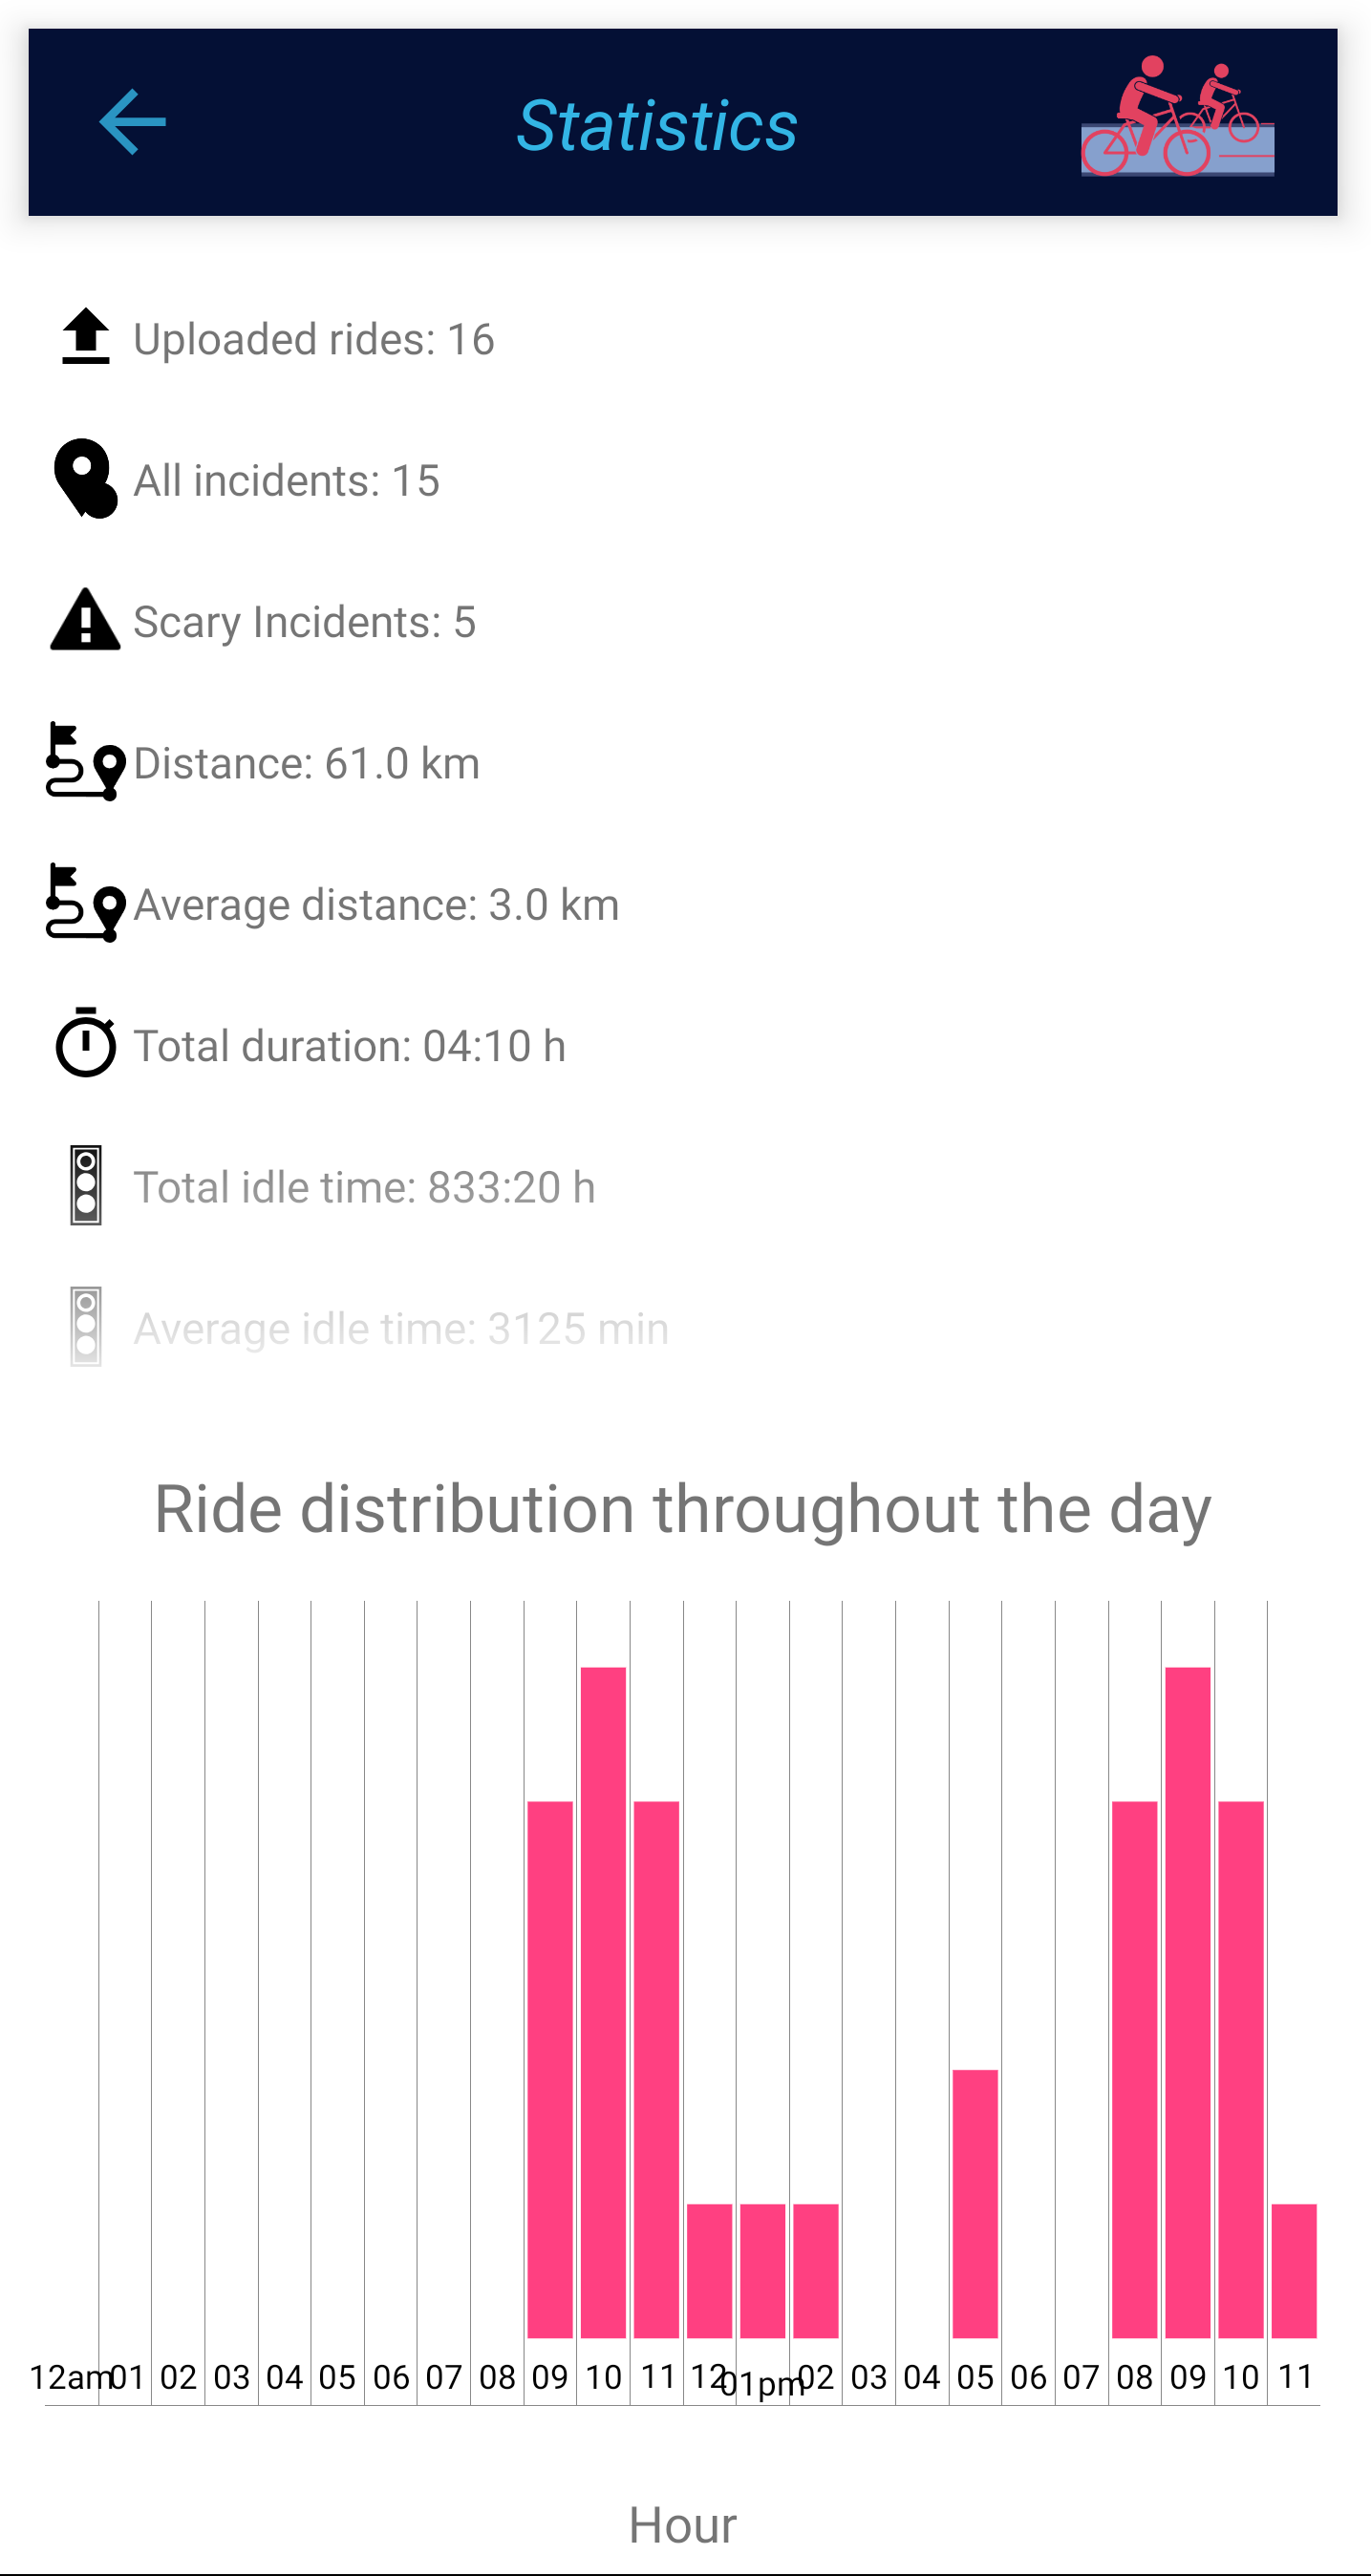 Statistics
Uploaded rides: 16
All incidents: 15
Scary Incidents: 5
Distance: 61.0 km
Average distance: 3.0 km
Total duration: 04:10 h
Total idle time: 833:20 h
Average idle time: 3125 min
Ride distribution throughout the day
12am 01 02 03 04 05 06 07 08 09 10 11 12 01pm 02 03 04 05 06 07 08 09 10 11
Hour